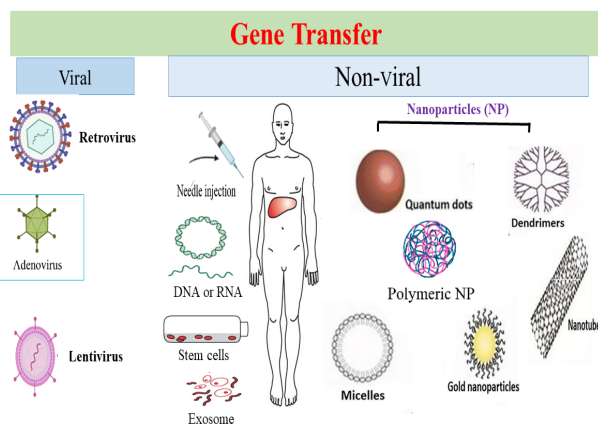 Gene Transfer
Viral
Non-viral
Retrovirus
Adenovirus
Lentivirus
Needle injection
DNA or RNA
Stem cells
Exosome
Nanoparticles (NP)
Quantum dots
Dendrimers
Polymeric NP
Nanotube
Micelles
Gold nanoparticles